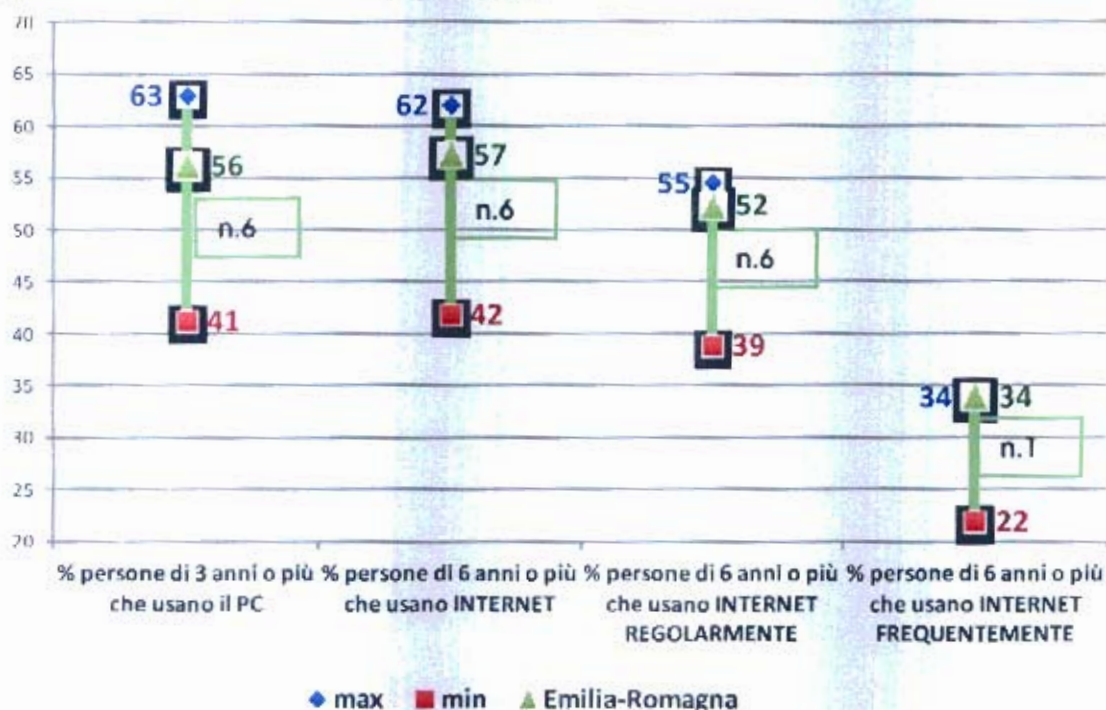 70
65
60
55
50
45
40
35
30
25
20
63
56
n.6
41
62
57
n.6
42
55
52
n.6
39
34
34
n.1
22
% persone di 3 anni o più
che usano il PC
% persone di 6 anni o più
che usano INTERNET
% persone di 6 anni o più
che usano INTERNET
REGOLARMENTE
% persone di 6 anni o più
che usano INTERNET
FREQUENTEMENTE
max
min
Emilia-Romagna